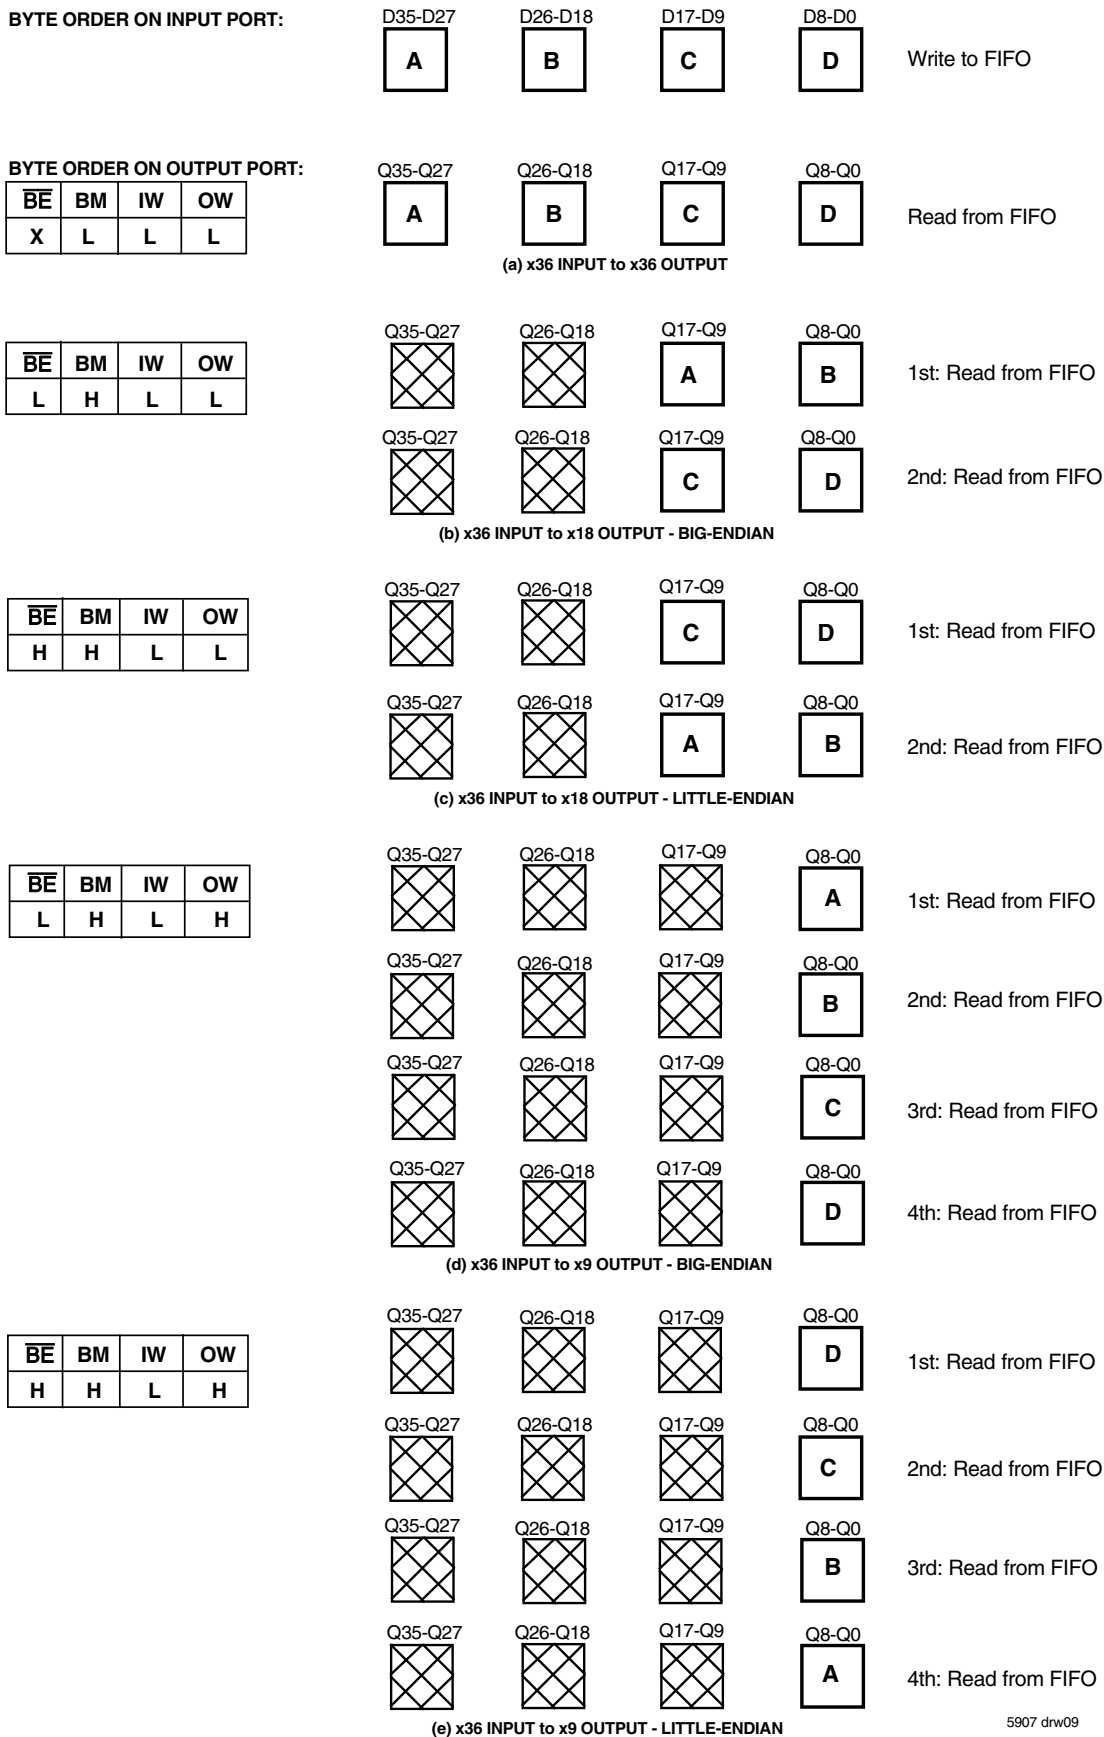 BYTE ORDER ON INPUT PORT: D35-D27 D26-D18 D17-D9 D8-D0
A B C D Write to FIFO
BYTE ORDER ON OUTPUT PORT: Q35-Q27 Q26-Q18 Q17-Q9 Q8-Q0
BE BM IW OW
X L L L
A B C D Read from FIFO
(a) x36 INPUT to x36 OUTPUT
Q35-Q27 Q26-Q18 Q17-Q9 Q8-Q0
BE BM IW OW
L H L L
A B 1st: Read from FIFO
Q35-Q27 Q26-Q18 Q17-Q9 Q8-Q0
C D 2nd: Read from FIFO
(b) x36 INPUT to x18 OUTPUT - BIG-ENDIAN
Q35-Q27 Q26-Q18 Q17-Q9 Q8-Q0
BE BM IW OW
H H L L
C D 1st: Read from FIFO
Q35-Q27 Q26-Q18 Q17-Q9 Q8-Q0
A B 2nd: Read from FIFO
(c) x36 INPUT to x18 OUTPUT - LITTLE-ENDIAN
Q35-Q27 Q26-Q18 Q17-Q9 Q8-Q0
BE BM IW OW
L H L H
A 1st: Read from FIFO
Q35-Q27 Q26-Q18 Q17-Q9 Q8-Q0
B 2nd: Read from FIFO
Q35-Q27 Q26-Q18 Q17-Q9 Q8-Q0
C 3rd: Read from FIFO
Q35-Q27 Q26-Q18 Q17-Q9 Q8-Q0
D 4th: Read from FIFO
(d) x36 INPUT to x9 OUTPUT - BIG-ENDIAN
Q35-Q27 Q26-Q18 Q17-Q9 Q8-Q0
BE BM IW OW
H H L H
D 1st: Read from FIFO
Q35-Q27 Q26-Q18 Q17-Q9 Q8-Q0
C 2nd: Read from FIFO
Q35-Q27 Q26-Q18 Q17-Q9 Q8-Q0
B 3rd: Read from FIFO
Q35-Q27 Q26-Q18 Q17-Q9 Q8-Q0
A 4th: Read from FIFO
(e) x36 INPUT to x9 OUTPUT - LITTLE-ENDIAN
5907 drw09